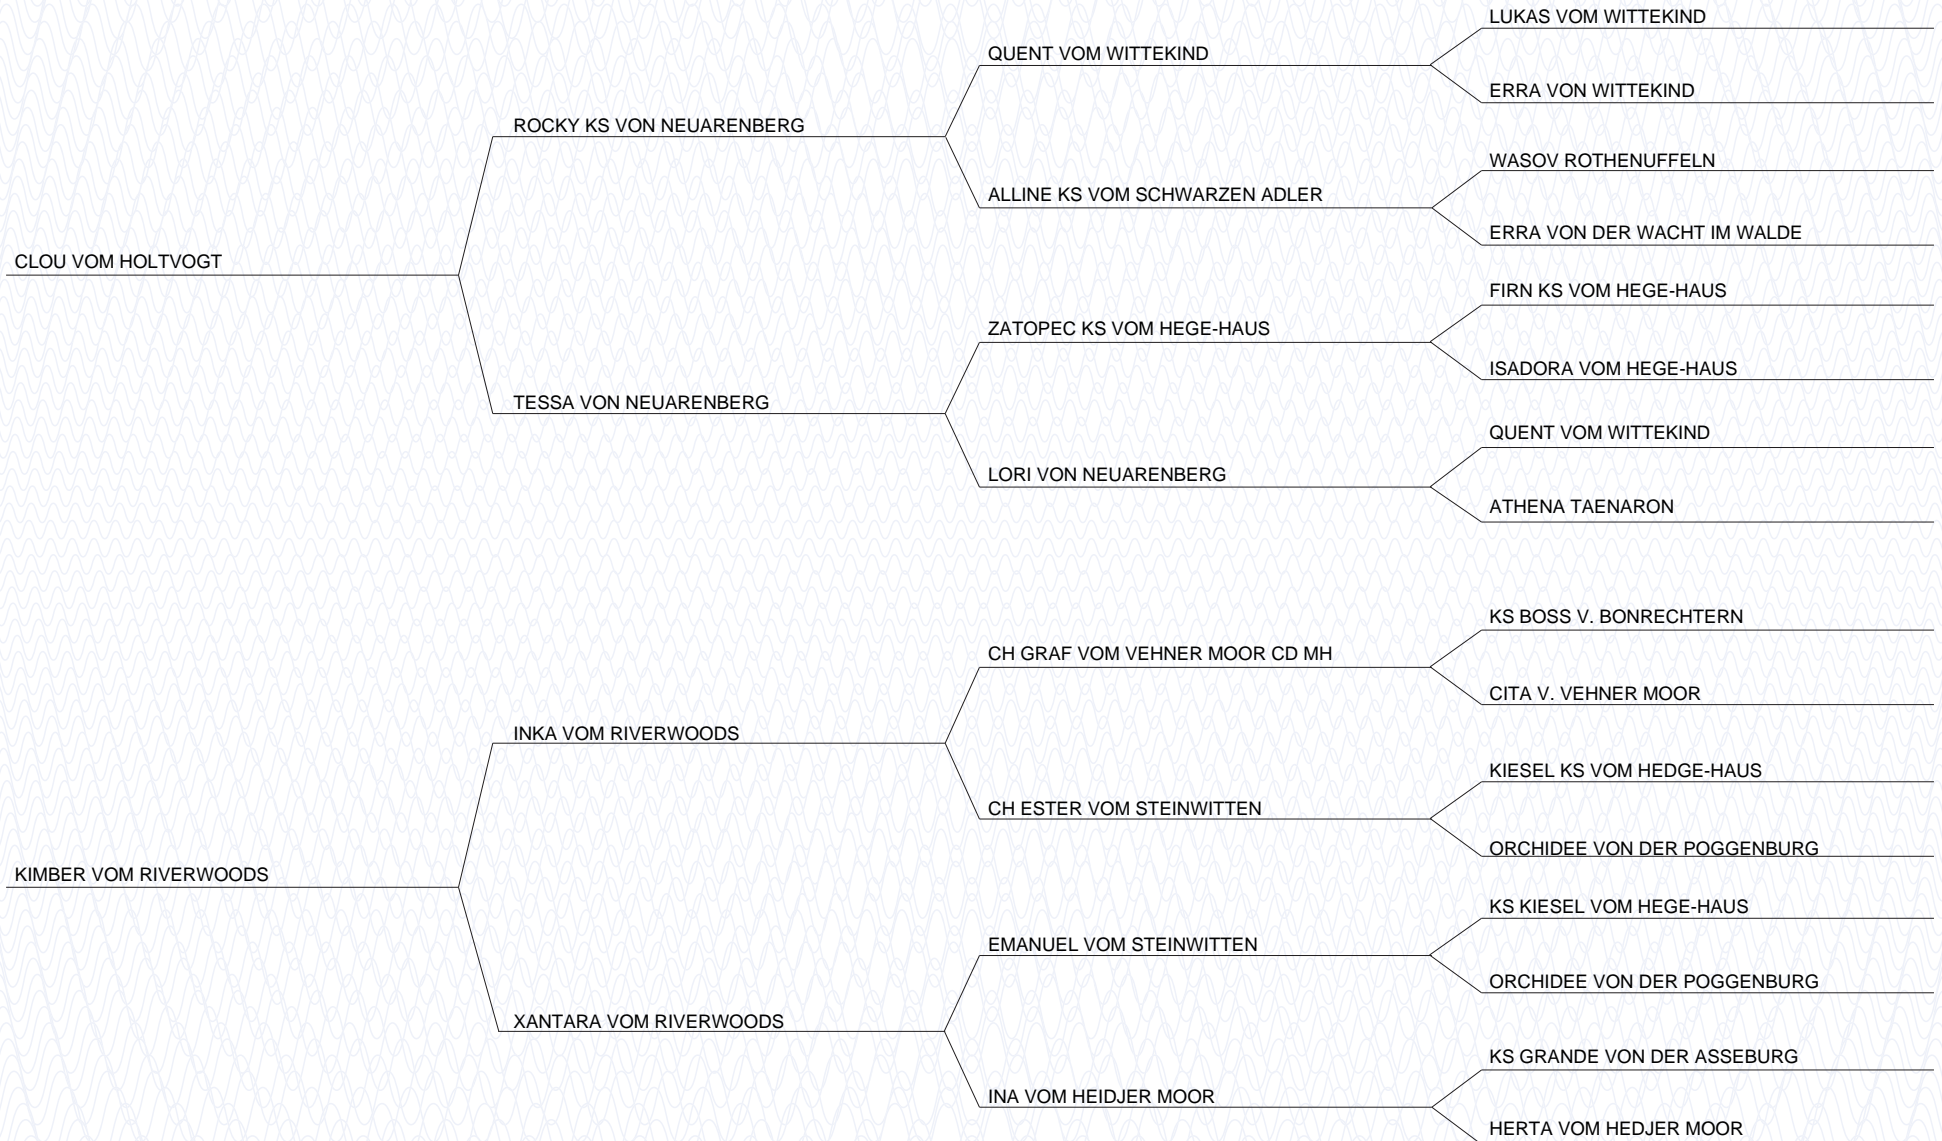 LUKAS VOM WITTEKIND
QUENT VOM WITTEKIND
ERRA VON WITTEKIND
ROCKY KS VON NEUARENBERG
WASOV ROTHENUFFELN
ALLINE KS VOM SCHWARZEN ADLER
ERRA VON DER WACHT IM WALDE
CLOU VOM HOLTVOGT
FIRN KS VOM HEGE-HAUS
ZATOPEC KS VOM HEGE-HAUS
ISADORA VOM HEGE-HAUS
TESSA VON NEUARENBERG
QUENT VOM WITTEKIND
LORI VON NEUARENBERG
ATHENA TAENARON
KS BOSS V. BONRECHTERN
CH GRAF VOM VEHNER MOOR CD MH
CITA V. VEHNER MOOR
INKA VOM RIVERWOODS
KIESEL KS VOM HEDGE-HAUS
CH ESTER VOM STEINWITTEN
ORCHIDEE VON DER POGGENBURG
KIMBER VOM RIVERWOODS
KS KIESEL VOM HEGE-HAUS
EMANUEL VOM STEINWITTEN
ORCHIDEE VON DER POGGENBURG
XANTARA VOM RIVERWOODS
KS GRANDE VON DER ASSEBURG
INA VOM HEIDJER MOOR
HERTA VOM HEDJER MOOR